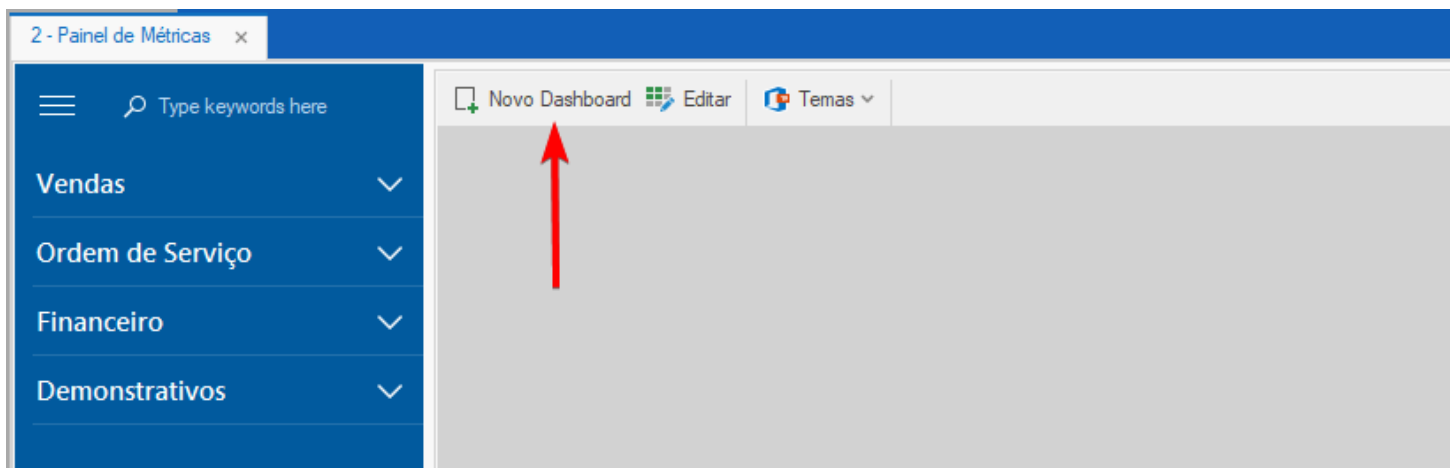 2 - Painel de Métricas
Type keywords here
Novo Dashboard Editar Temas
Vendas
Ordem de Serviço
Financeiro
Demonstrativos